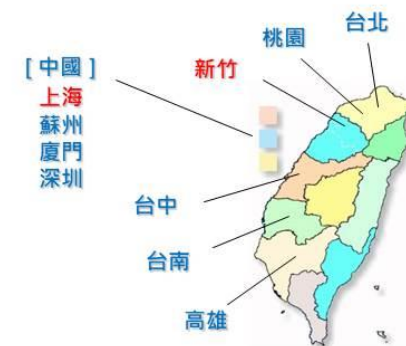 台北
桃園
[ 中國 ]
新竹
上海
蘇州
廈門
深圳
台中
台南
高雄